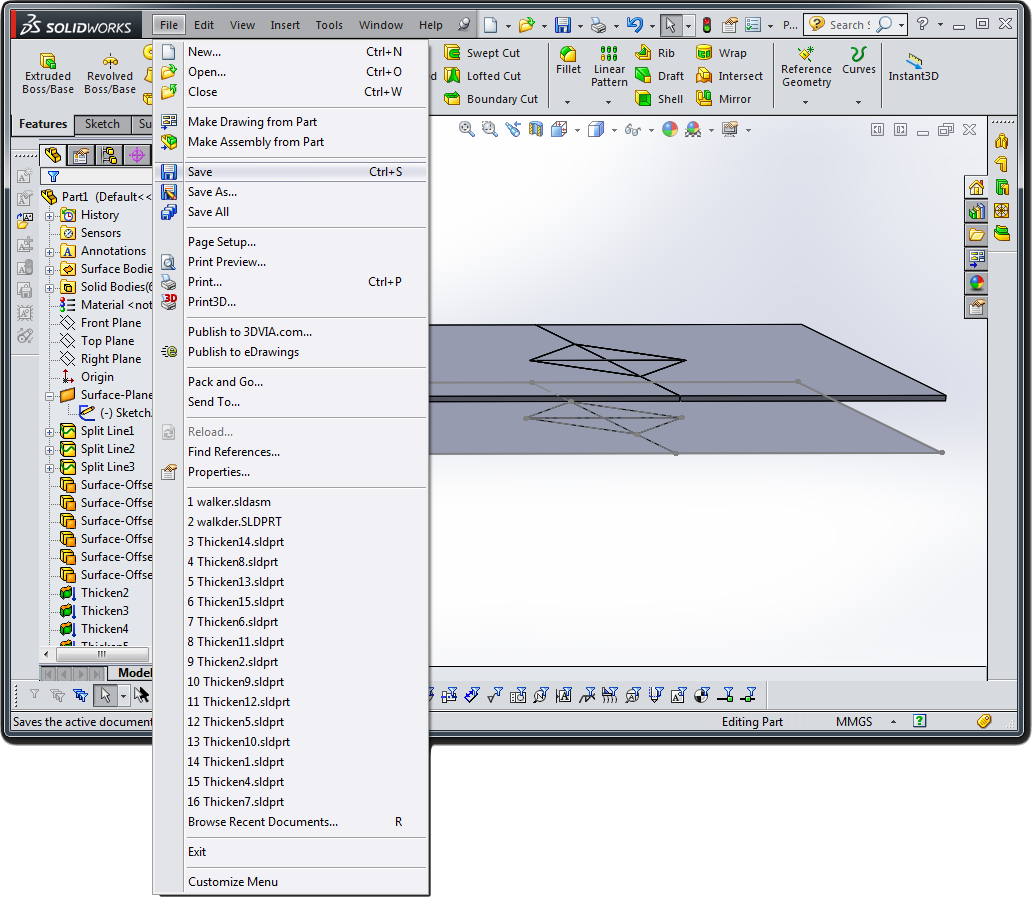 SOLIDWORKS File Edit View Insert Tools Window Help P... Search
Extruded Boss/Base
Revolved Boss/Base
Swept Cut
Lofted Cut
Boundary Cut
Fillet
Linear Pattern
Rib
Draft
Shell
Wrap
Intersect
Mirror
Reference Geometry
Curves
Instant3D
Features Sketch Su
Part1 (Default<<
History
Sensors
Annotations
Surface Bodie
Solid Bodies(6
Material <not
Front Plane
Top Plane
Right Plane
Origin
Surface-Plane
(-) Sketch
Split Line1
Split Line2
Split Line3
Surface-Offse
Surface-Offse
Surface-Offse
Surface-Offse
Surface-Offse
Surface-Offse
Thicken2
Thicken3
Thicken4
Model
New... Ctrl+N
Open... Ctrl+O
Close Ctrl+W
Make Drawing from Part
Make Assembly from Part
Save Ctrl+S
Save As...
Save All
Page Setup...
Print Preview...
Print... Ctrl+P
Print3D...
Publish to 3DVIA.com...
Publish to eDrawings
Pack and Go...
Send To...
Reload...
Find References...
Properties...
1 walker.sldasm
2 walkder.SLDPRT
3 Thicken14.sldprt
4 Thicken8.sldprt
5 Thicken13.sldprt
6 Thicken15.sldprt
7 Thicken6.sldprt
8 Thicken11.sldprt
9 Thicken2.sldprt
10 Thicken9.sldprt
11 Thicken12.sldprt
12 Thicken5.sldprt
13 Thicken10.sldprt
14 Thicken1.sldprt
15 Thicken4.sldprt
16 Thicken7.sldprt
Browse Recent Documents... R
Exit
Customize Menu
Saves the active document
Editing Part MMGS